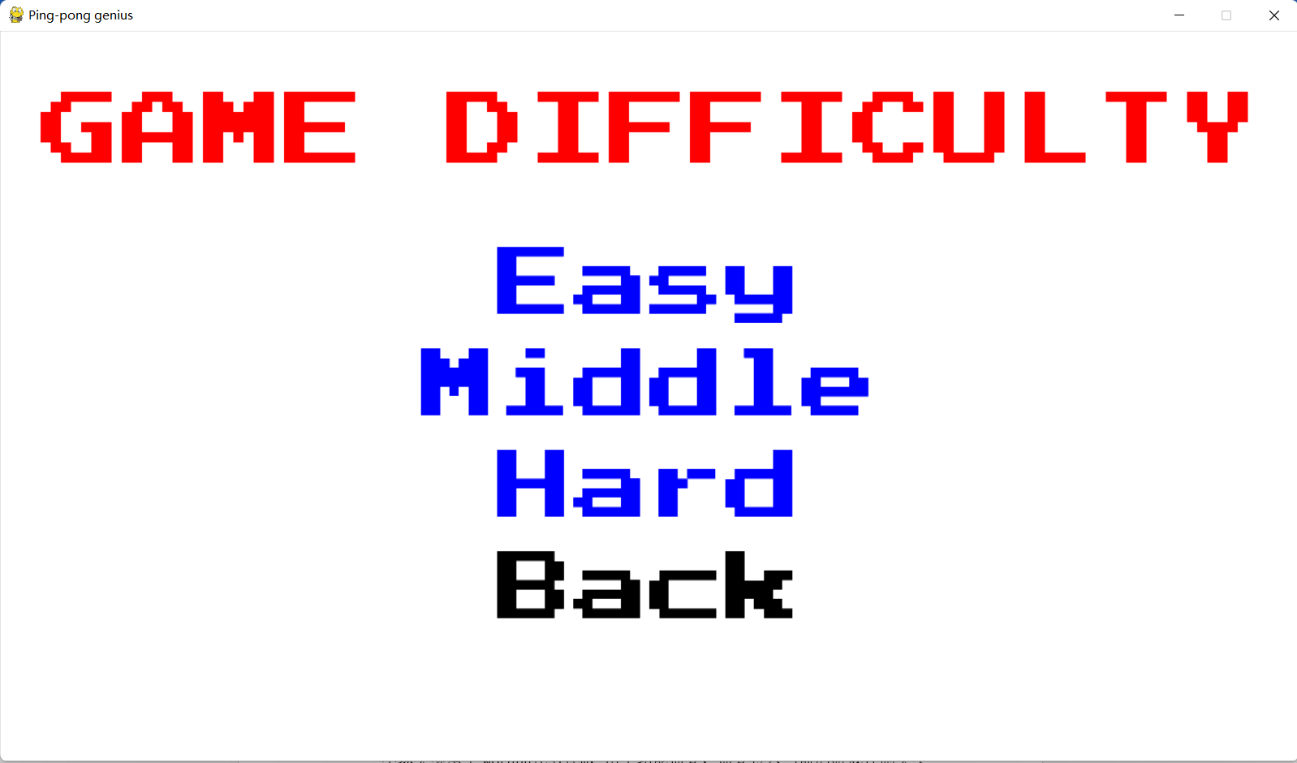 Ping-pong genius
GAME DIFFICULTY
Easy
Middle
Hard
Back